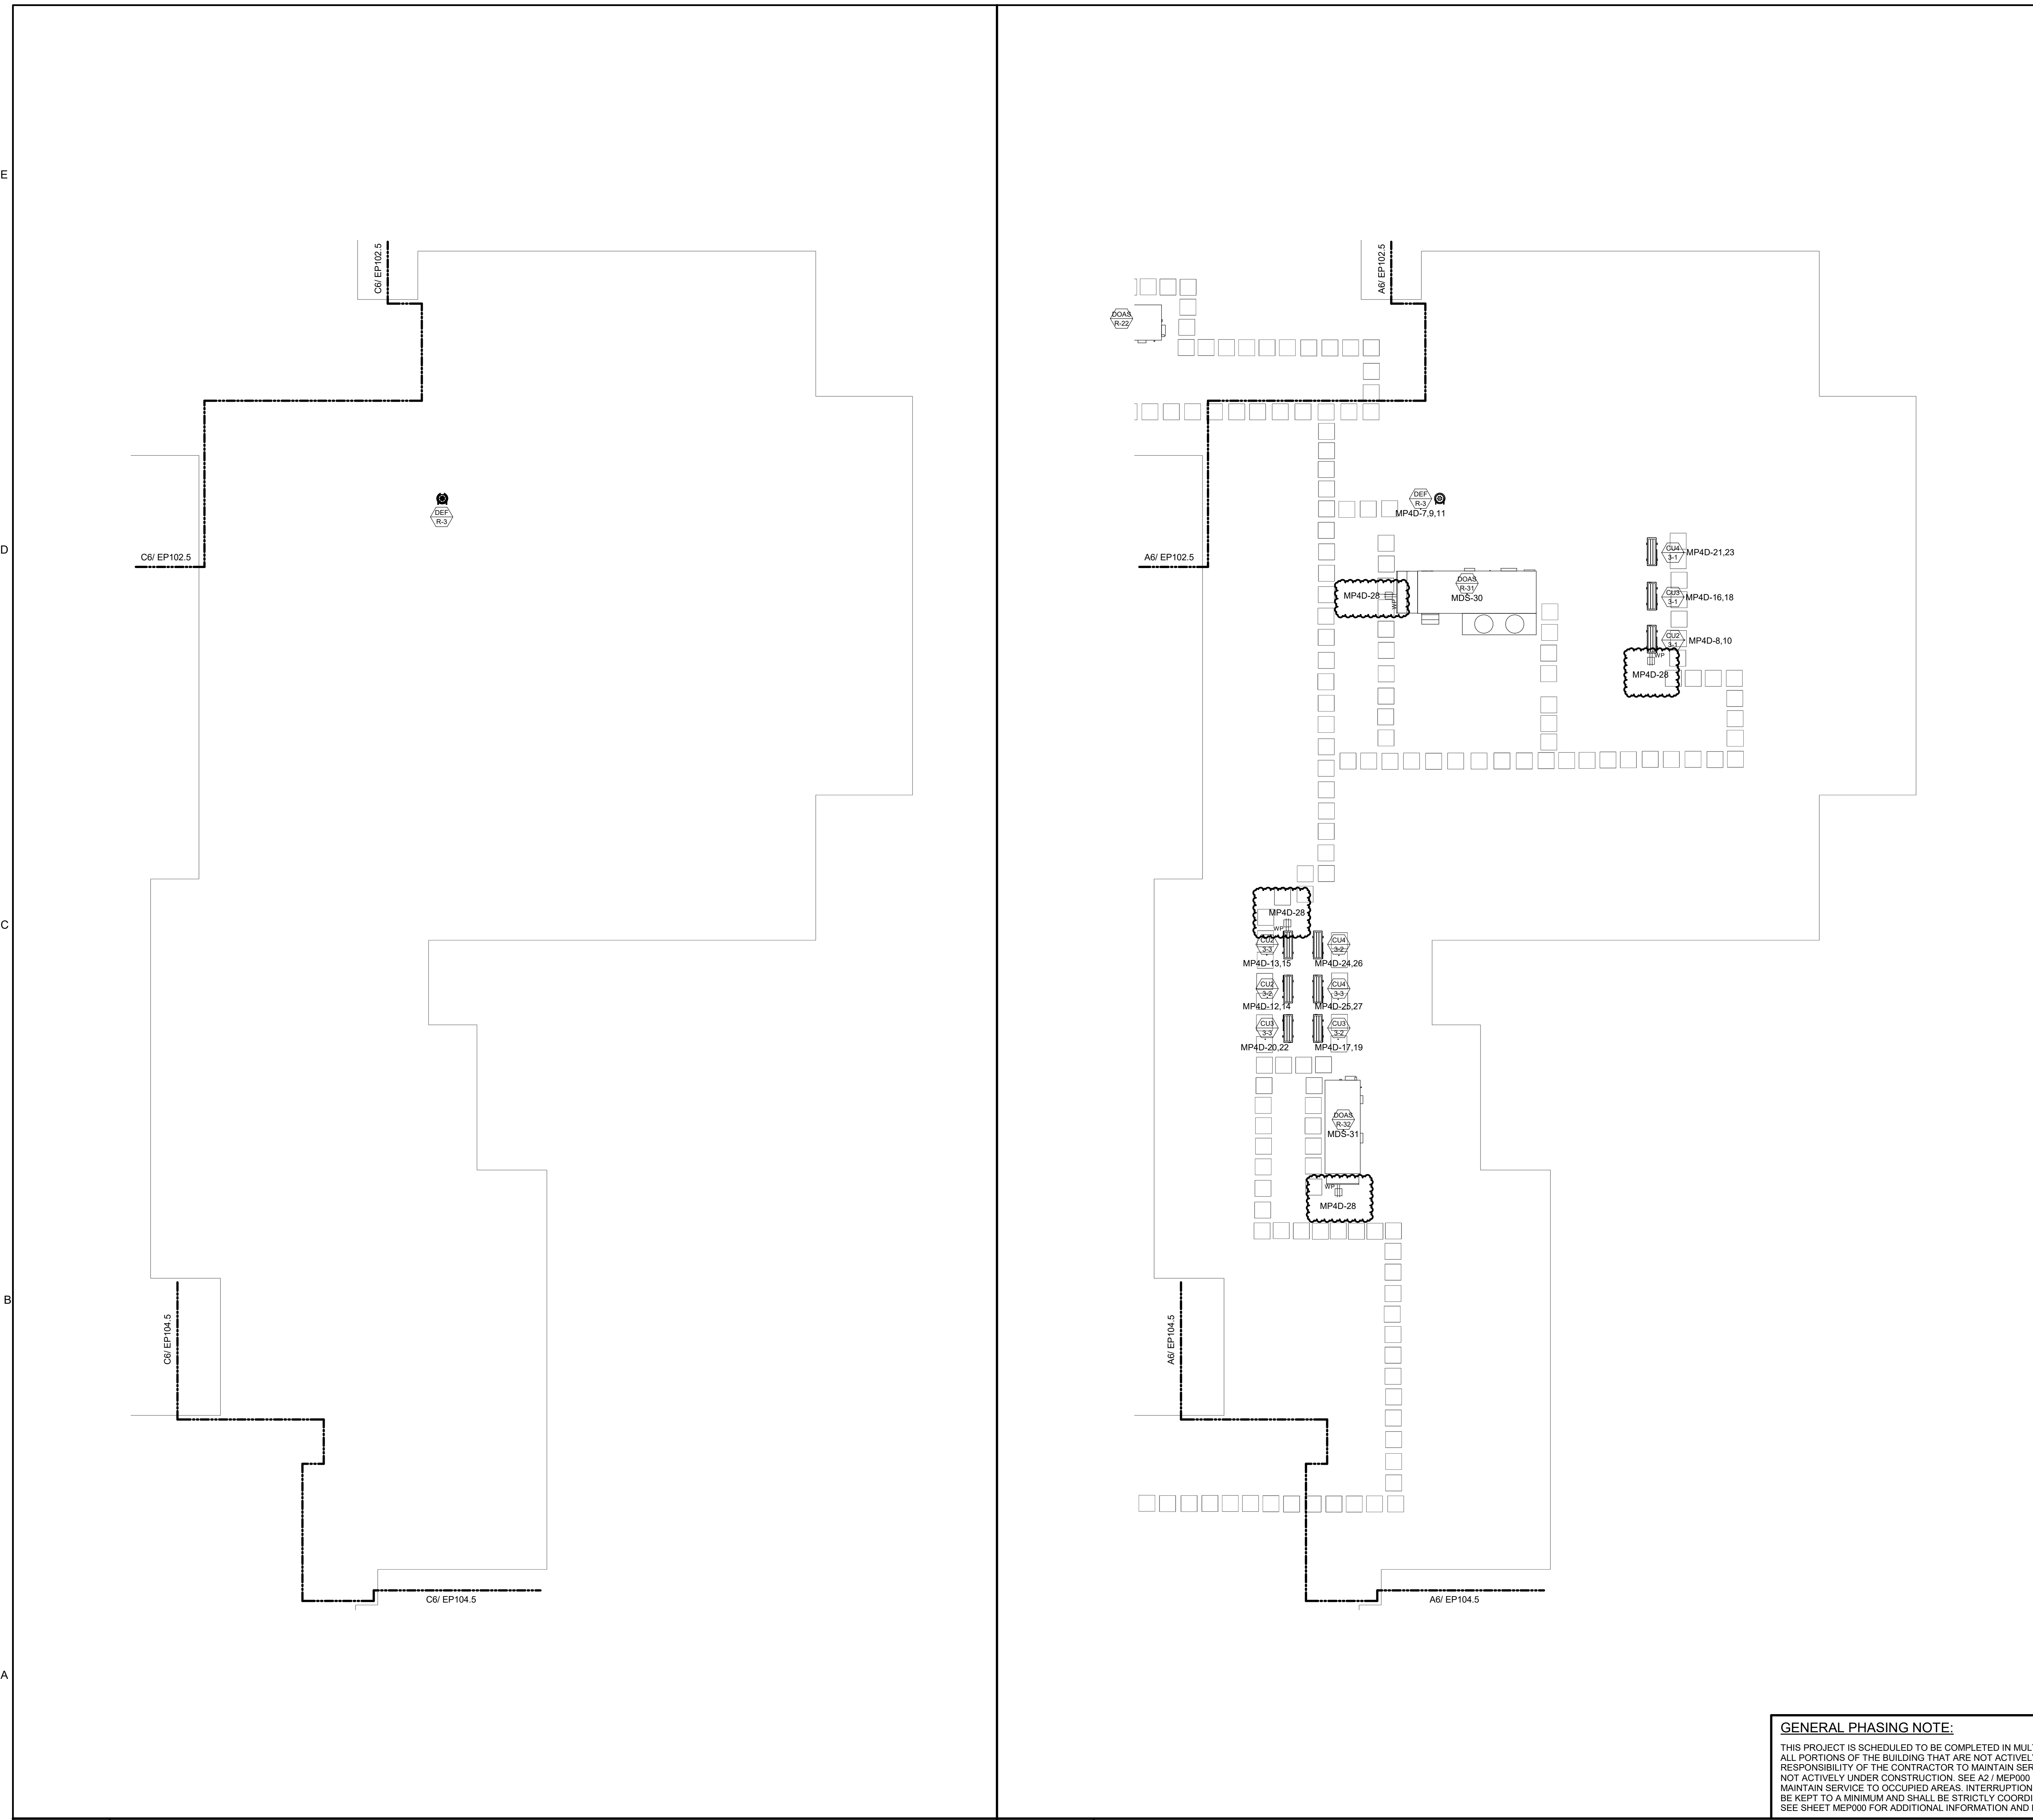 E
D
C
B
A
C6/ EP102.5
C6/ EP102.5
DEF
R-3
C6/ EP104.5
C6/ EP104.5
A6/ EP102.5
DOAS
R-22
A6/ EP102.5
DEF
R-3
MP4D-7,9,11
CU4
3-1
MP4D-21,23
DOAS
R-31
MDS-30
MP4D-28
WP
CU3
3-1
MP4D-16,18
CU2
3-1
MP4D-8,10
WP
MP4D-28
MP4D-28
WP
CU2
3-3
MP4D-13,15
CU4
3-2
MP4D-24,26
CU2
3-2
MP4D-12,14
CU4
3-3
MP4D-25,27
CU3
3-3
MP4D-20,22
CU3
3-2
MP4D-17,19
DOAS
R-32
MDS-31
WP
MP4D-28
A6/ EP104.5
A6/ EP104.5
GENERAL PHASING NOTE:
THIS PROJECT IS SCHEDULED TO BE COMPLETED IN
ALL PORTIONS OF THE BUILDING THAT ARE NOT
RESPONSIBILITY OF THE CONTRACTOR TO MAINTAIN
NOT ACTIVELY UNDER CONSTRUCTION. SEE A2 / MEP000
MAINTAIN SERVICE TO OCCUPIED AREAS.
BE KEPT TO A MINIMUM AND SHALL BE STRICTLY
SEE SHEET MEP000 FOR ADDITIONAL INFORMATION AND